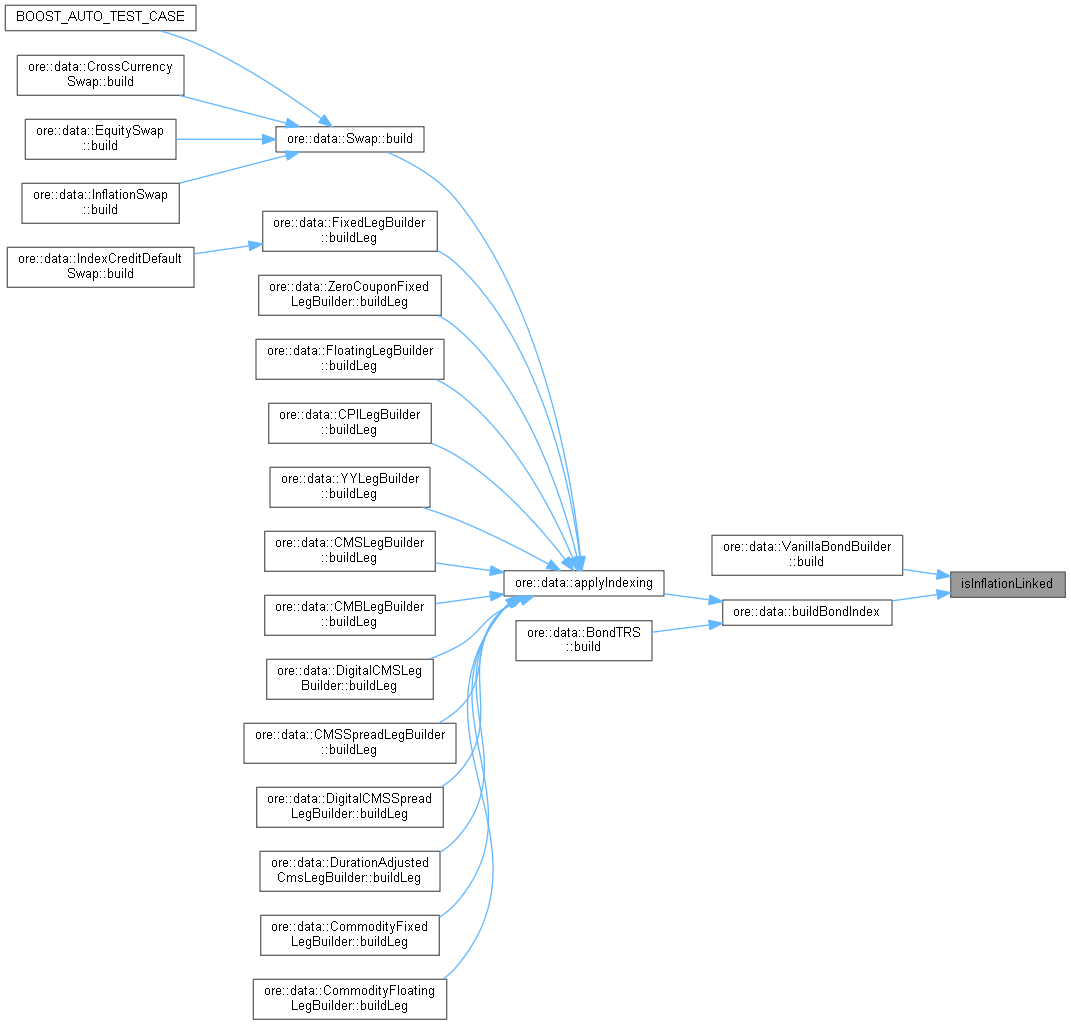 BOOST_AUTO_TEST_CASE
ore::data::CrossCurrency
Swap::build
ore::data::EquitySwap
::build
ore::data::InflationSwap
::build
ore::data::IndexCreditDefault
Swap::build
ore::data::Swap::build
ore::data::FixedLegBuilder
::buildLeg
ore::data::ZeroCouponFixed
LegBuilder::buildLeg
ore::data::FloatingLegBuilder
::buildLeg
ore::data::CPILegBuilder
::buildLeg
ore::data::YYLegBuilder
::buildLeg
ore::data::CMSLegBuilder
::buildLeg
ore::data::CMBLegBuilder
::buildLeg
ore::data::DigitalCMSLeg
Builder::buildLeg
ore::data::CMSSpreadLegBuilder
::buildLeg
ore::data::DigitalCMSSpread
LegBuilder::buildLeg
ore::data::DurationAdjusted
CmsLegBuilder::buildLeg
ore::data::CommodityFixed
LegBuilder::buildLeg
ore::data::CommodityFloating
LegBuilder::buildLeg
ore::data::applyIndexing
ore::data::BondTRS
::build
ore::data::VanillaBondBuilder
::build
ore::data::buildBondIndex
isInflationLinked